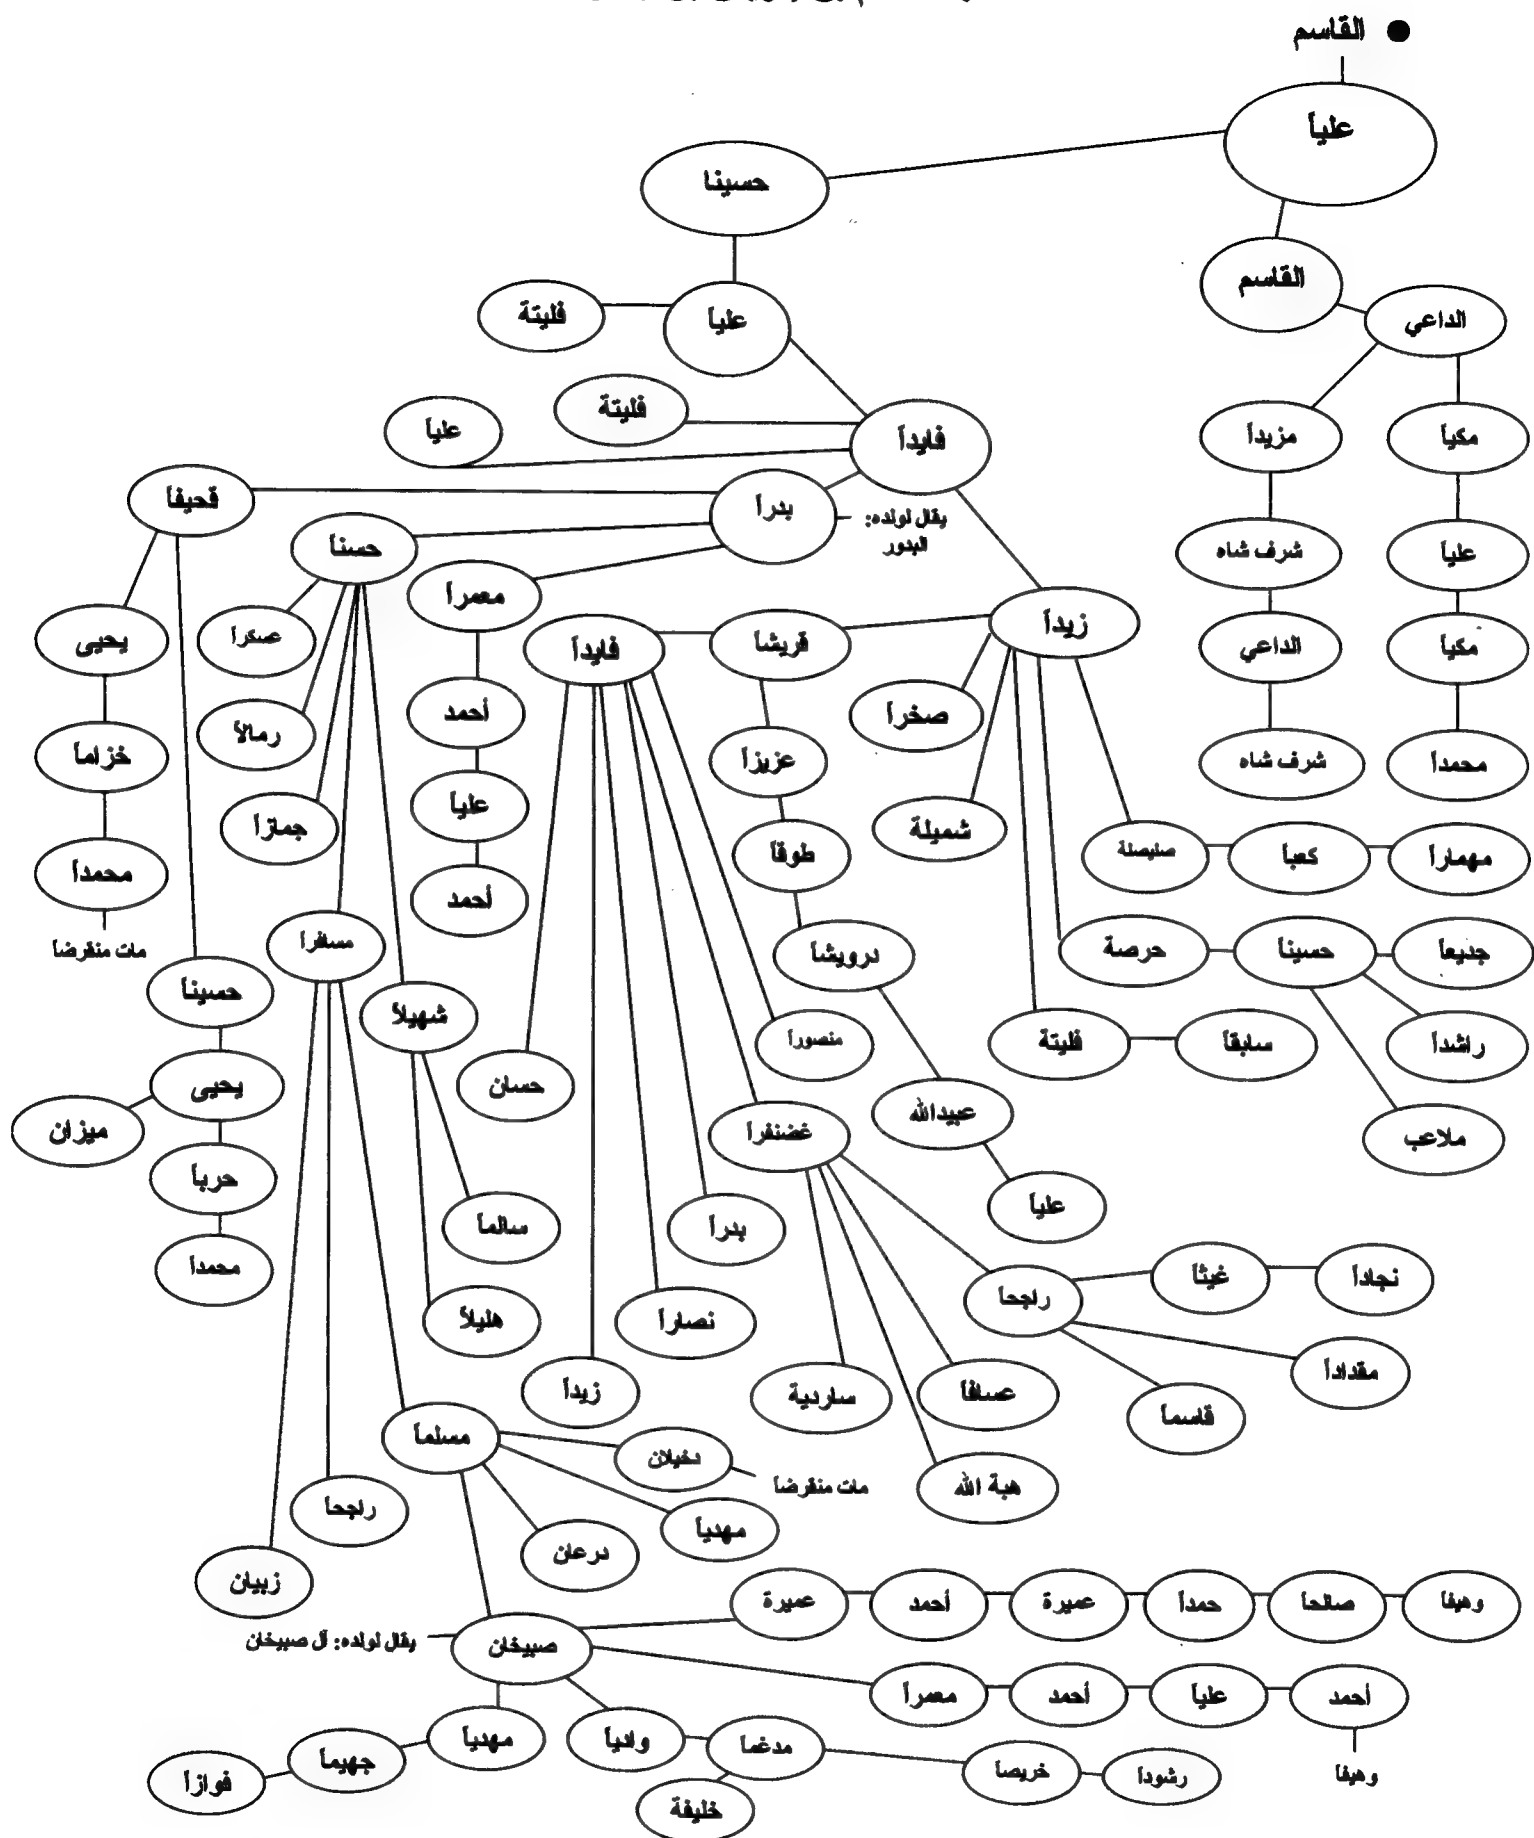 القاسم
علياً
حسينا
القاسم
الداعي
علياً
فليتة
فليتة
علياً
فايداً
مزيداً
مكياً
قحيفاً
بدراً
يقال لولده:
البدور
حسناً
شرف شاه
علياً
معمراً
يحيى
عسكراً
فايداً
قريشا
زيداً
الداعي
مكياً
أحمد
رمالاً
صخراً
خزاماً
عزيزاً
شرف شاه
محمداً
جمازاً
علياً
شميلة
طوقاً
صليصلة
كعباً
مهماراً
محمداً
أحمد
مات منقرضاً
مسافراً
درويشاً
حرصة
حسيناً
جديعاً
حسيناً
شهيلاً
منصوراً
فليتة
سابقاً
راشداً
يحيى
ميزان
حسان
غضنفراً
عبيدالله
ملاعب
حرباً
سالماً
بدراً
علياً
محمداً
هليلاً
نصاراً
راجحاً
غيثاً
نجاداً
زيداً
ساردية
عسافاً
قاسماً
مقداداً
مسلماً
دخيلان
مات منقرضاً
هبة الله
راجحاً
مهدياً
درعان
زبيان
عميرة
أحمد
عميرة
حمداً
صالحاً
وهيفا
يقال لولده: آل صبيخان
صبيخان
معمراً
أحمد
علياً
أحمد
وهيفا
مهدياً
جهيماً
فوازاً
وادياً
مدغما
خليفة
خريصا
رشودا